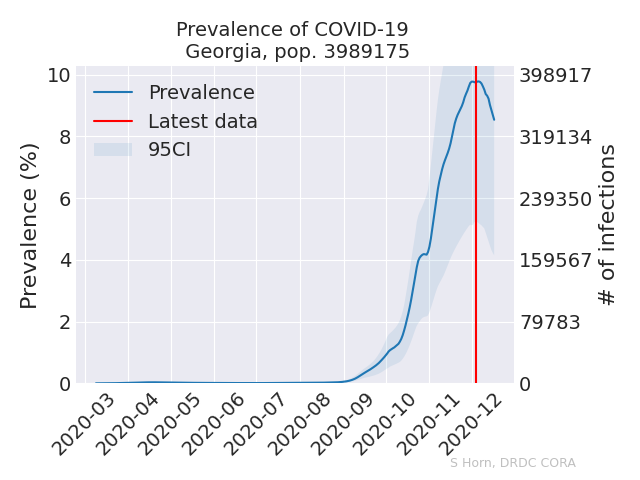 Prevalence of COVID-19
Georgia, pop. 3989175
Prevalence (%)
10
8
6
4
2
0
Prevalence
Latest data
95CI
398917
319134
239350
159567
79783
0
# of infections
2020-03
2020-04
2020-05
2020-06
2020-07
2020-08
2020-09
2020-10
2020-11
2020-12
S Horn, DRDC CORA